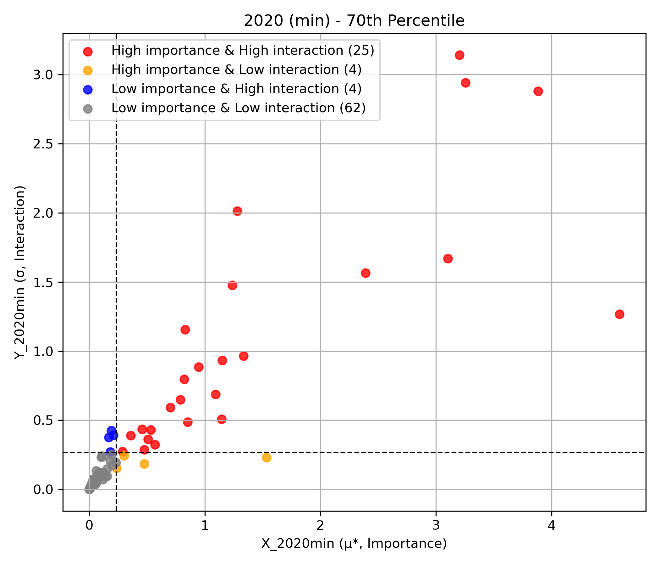 2020 (min) - 70th Percentile
High importance & High interaction (25)
High importance & Low interaction (4)
Low importance & High interaction (4)
Low importance & Low interaction (62)
Y_2020min (σ, Interaction)
3.0
2.5
2.0
1.5
1.0
0.5
0.0
0 1 2 3 4
X_2020min (μ*, Importance)